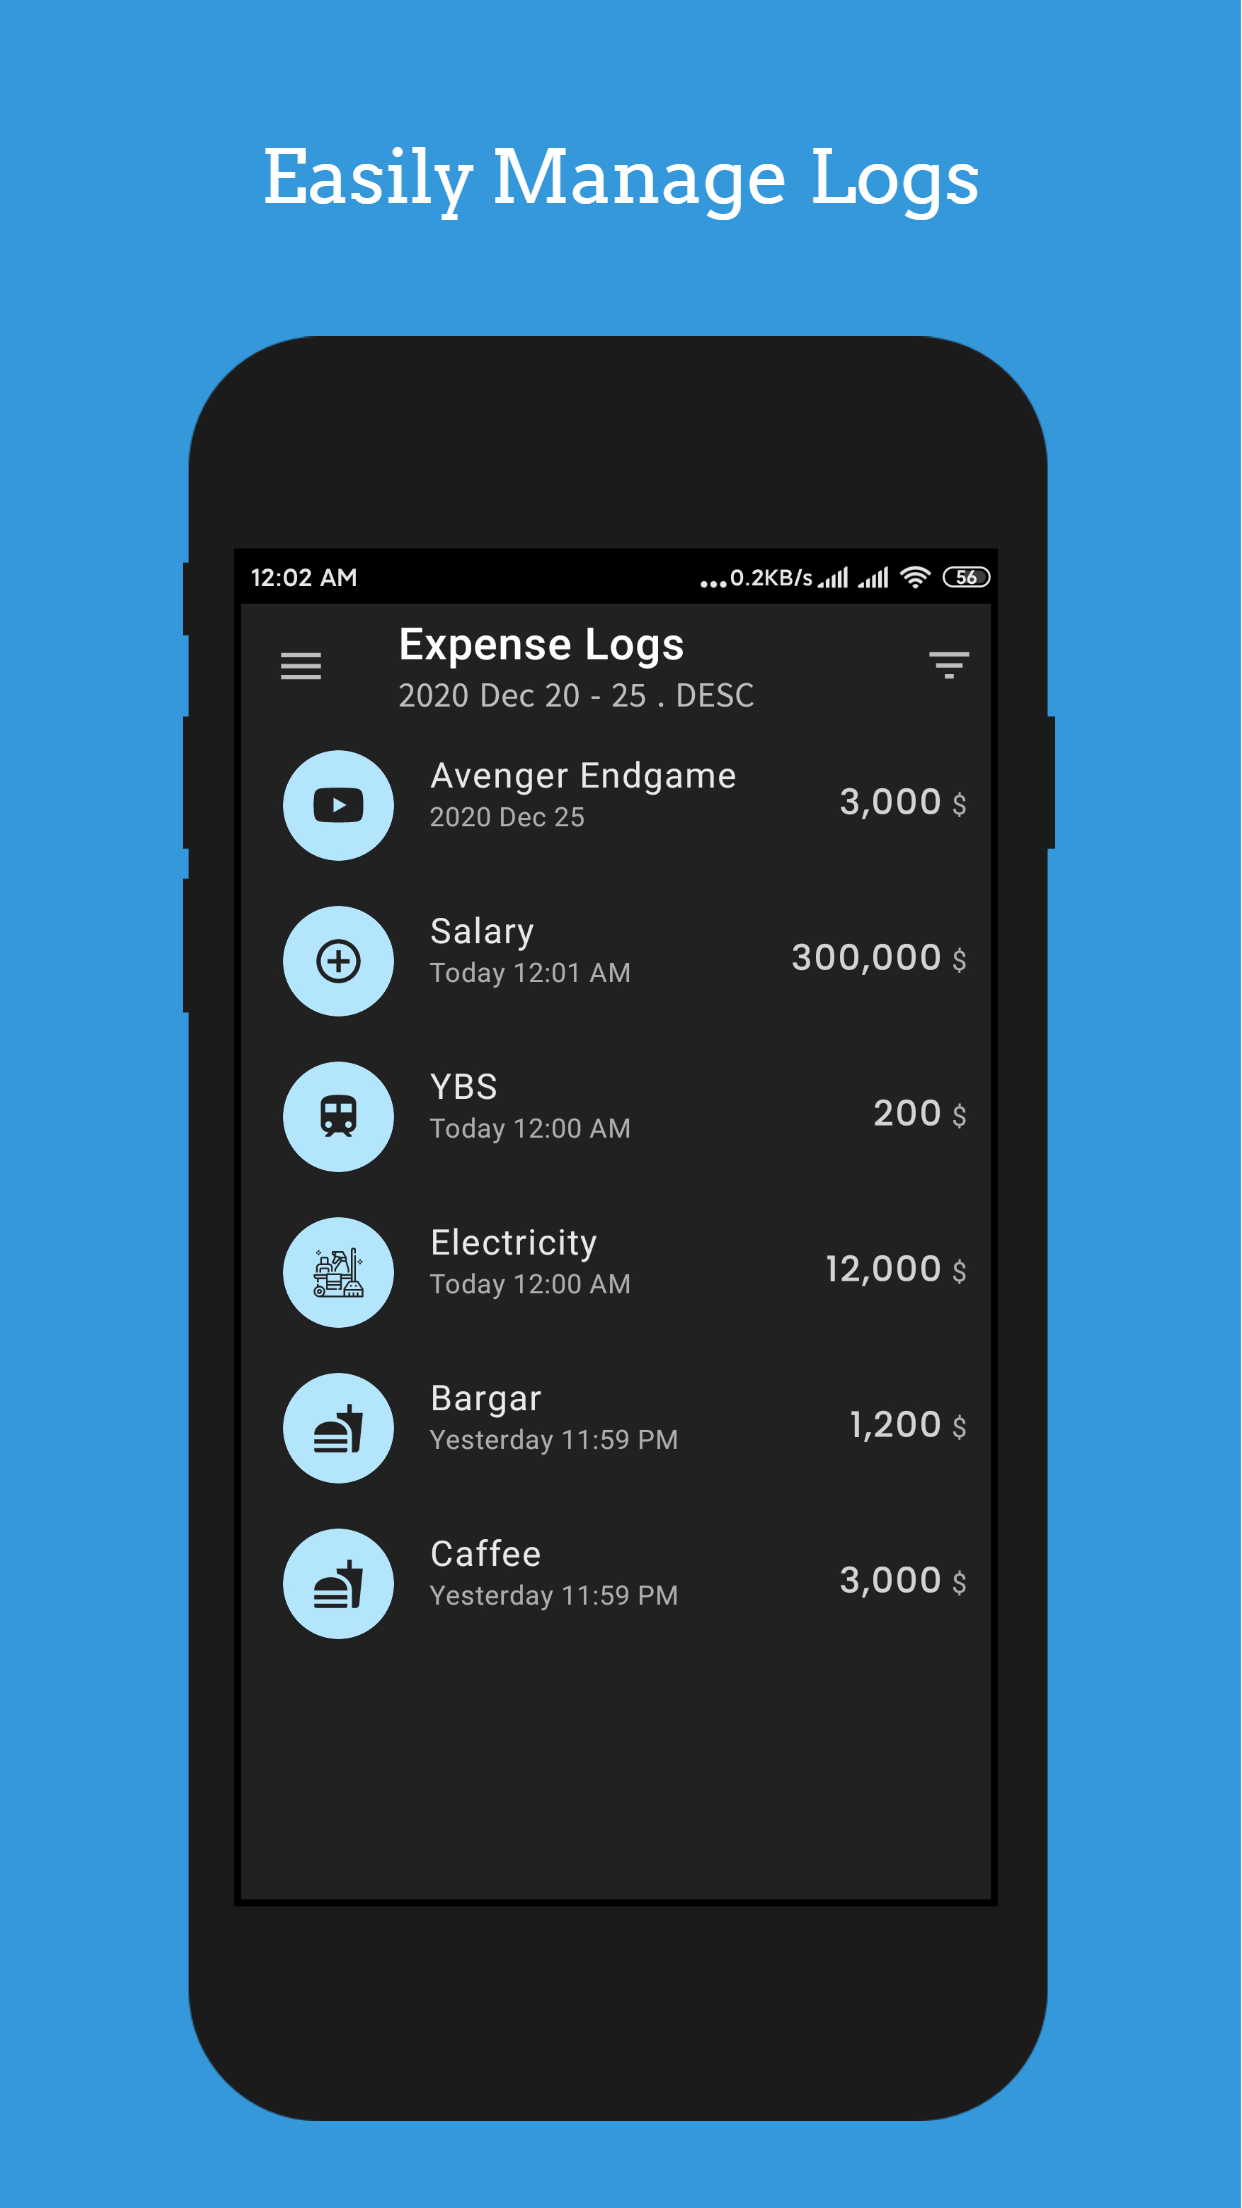 Easily Manage Logs
12:02 AM
...0.2KB/s 56
Expense Logs
2020 Dec 20 - 25 . DESC
Avenger Endgame
2020 Dec 25
3,000 $
Salary
Today 12:01 AM
300,000 $
YBS
Today 12:00 AM
200 $
Electricity
Today 12:00 AM
12,000 $
Bargar
Yesterday 11:59 PM
1,200 $
Caffee
Yesterday 11:59 PM
3,000 $